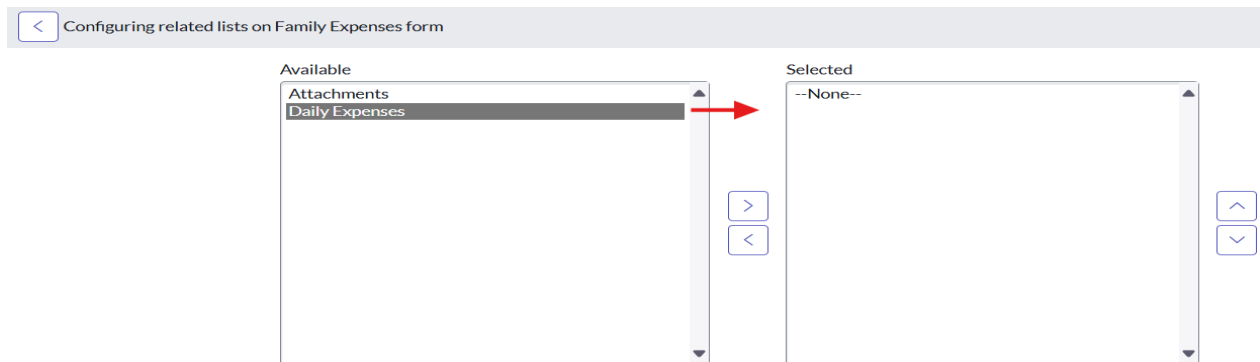 Configuring related lists on Family Expenses form
Available
Attachments
Daily Expenses
Selected
--None--